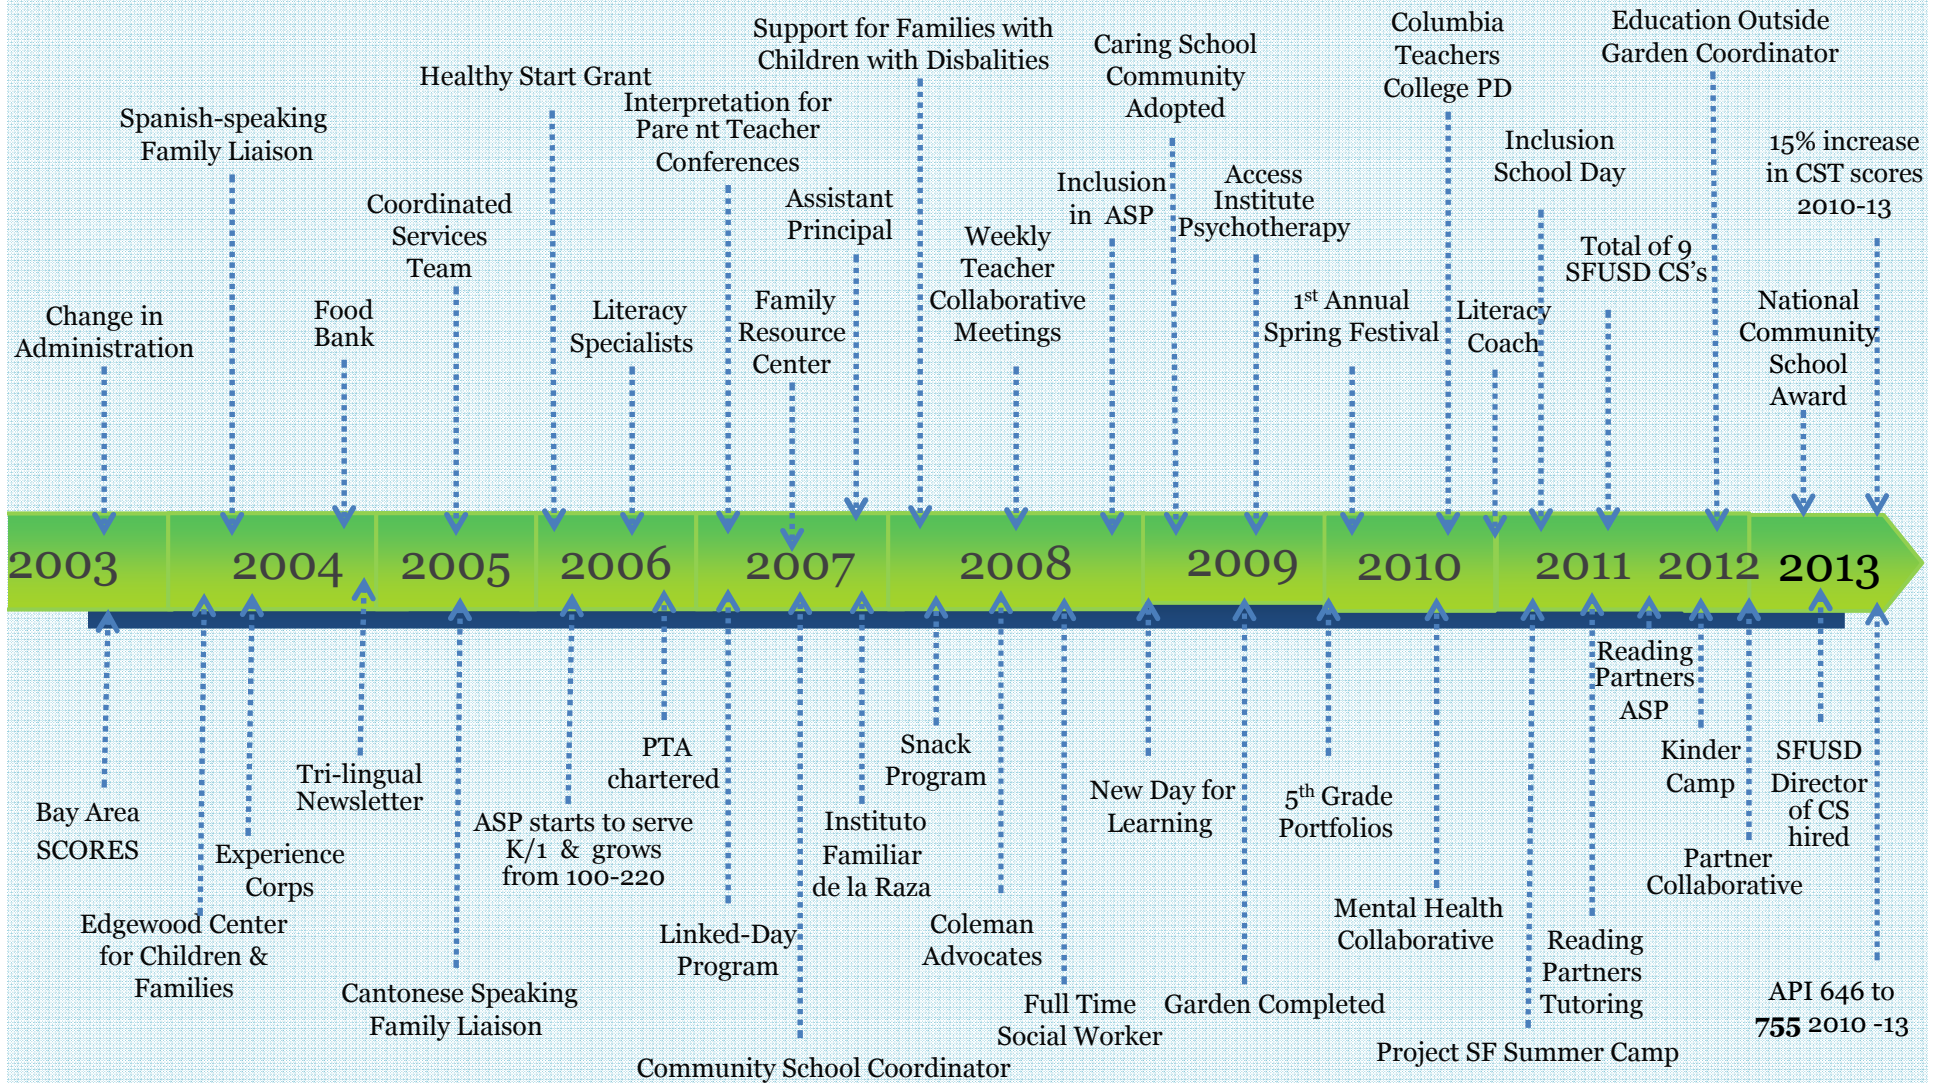 Support for Families with
Children with Disbalities
Caring School
Community
Adopted
Columbia
Teachers
College PD
Education Outside
Garden Coordinator
Healthy Start Grant
Spanish-speaking
Family Liaison
Interpretation for
Pare nt Teacher
Conferences
Inclusion
School Day
15% increase
in CST scores
2010-13
Coordinated
Services
Team
Assistant
Principal
Inclusion
in ASP
Access
Institute
Psychotherapy
Weekly
Teacher
Collaborative
Meetings
Total of 9
SFUSD CS's
Change in
Administration
Food
Bank
Literacy
Specialists
Family
Resource
Center
1st Annual
Spring Festival
Literacy
Coach
National
Community
School
Award
2003 2004 2005 2006 2007 2008 2009 2010 2011 2012 2013
Reading
Partners
ASP
Bay Area
SCORES
Tri-lingual
Newsletter
PTA
chartered
Snack
Program
New Day for
Learning
5th Grade
Portfolios
Kinder
Camp
SFUSD
Director
of CS
hired
Experience
Corps
ASP starts to serve
K/1 & grows
from 100-220
Instituto
Familiar
de la Raza
Partner
Collaborative
Edgewood Center
for Children &
Families
Linked-Day
Program
Coleman
Advocates
Mental Health
Collaborative
Reading
Partners
Tutoring
Cantonese Speaking
Family Liaison
Full Time
Social Worker
Garden Completed
API 646 to
755 2010 -13
Community School Coordinator
Project SF Summer Camp